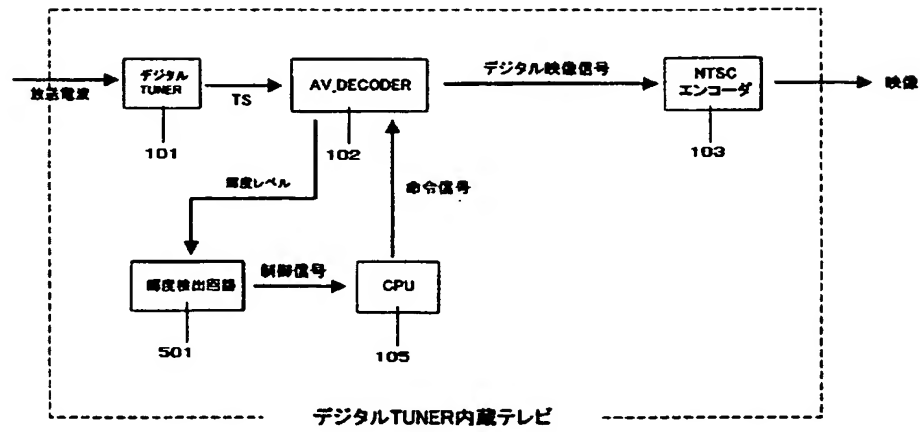 放送電波
デジタル
TUNER
101
TS
AV_DECODER
102
デジタル映像信号
NTSC
エンコーダ
103
映像
輝度レベル
命令信号
輝度検出回路
501
制御信号
CPU
105
デジタルTUNER内蔵テレビ